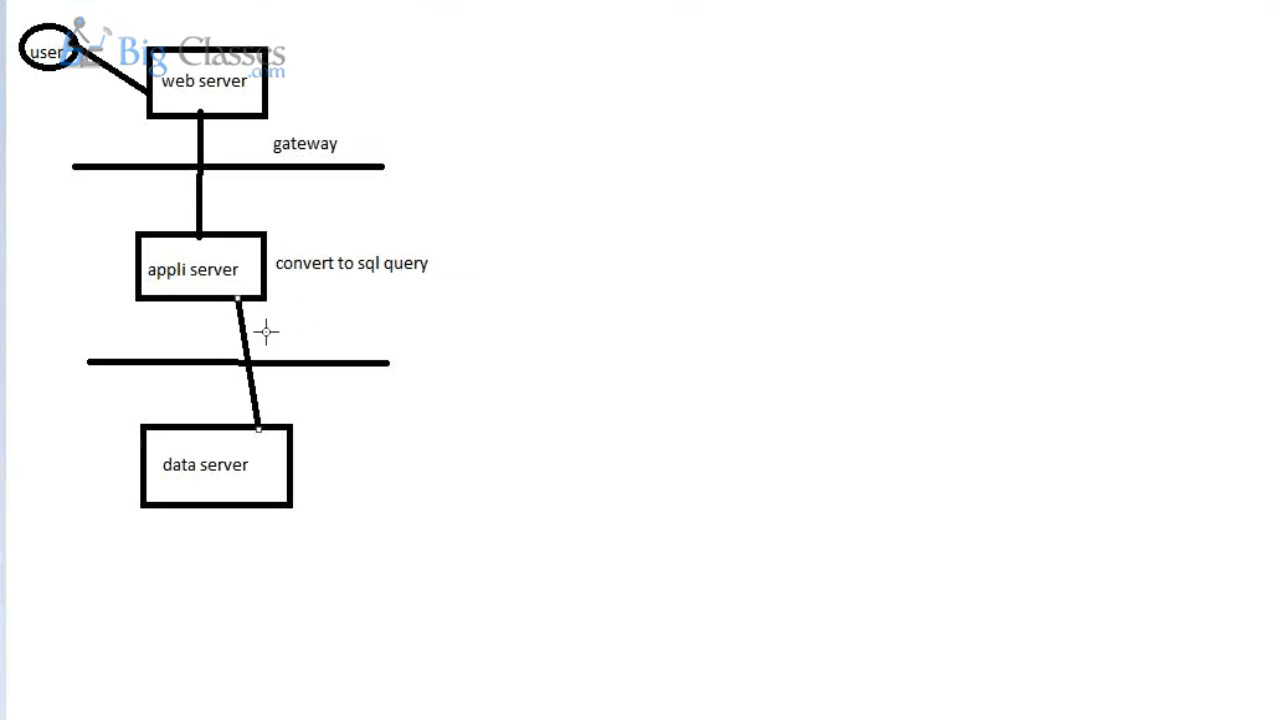 user
Big Classes
.com
web server
gateway
appli server
convert to sql query
data server